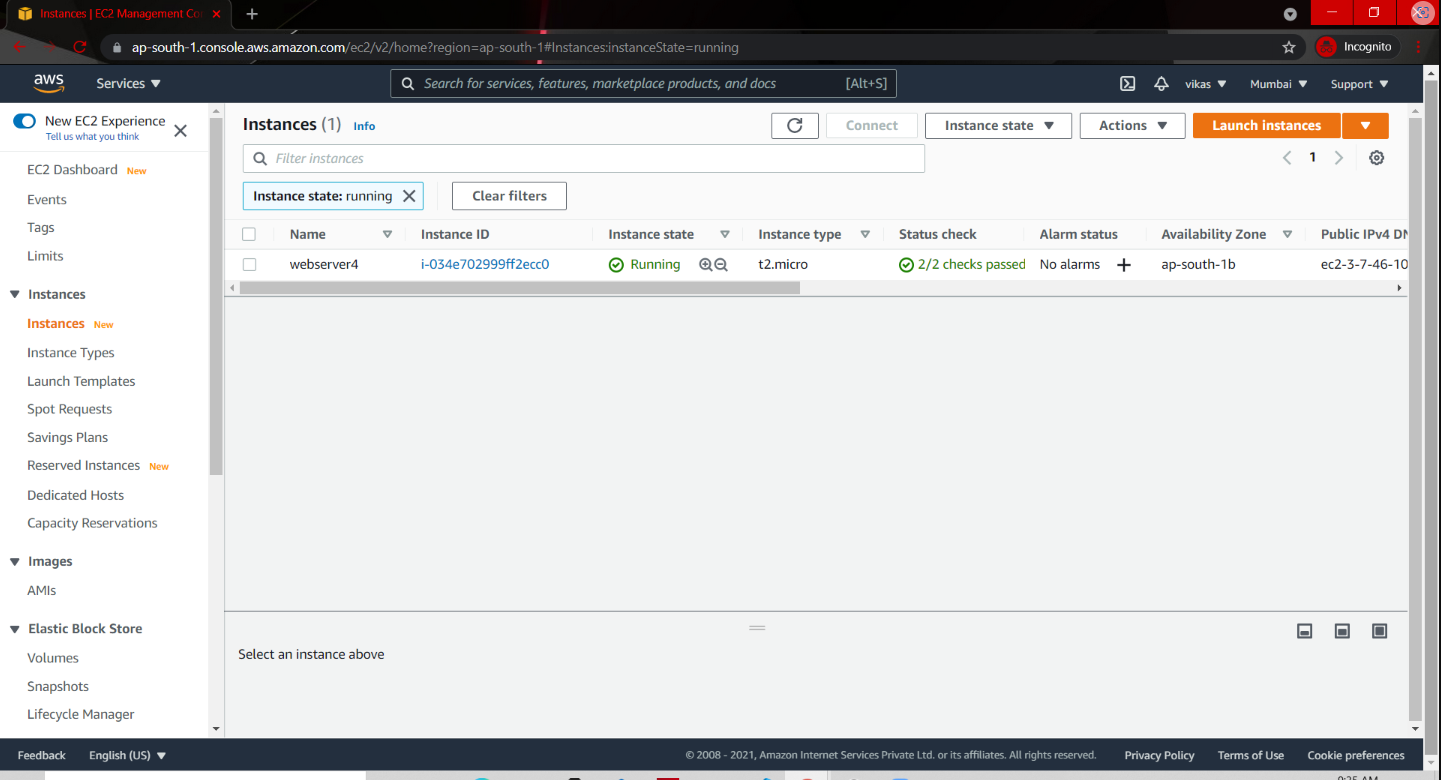 Instances | EC2 Management Co
ap-south-1.console.aws.amazon.com/ec2/v2/home?region=ap-south-1#Instances:instanceState=running
Incognito
aws
Services
Search for services, features, marketplace products, and docs
[Alt+S]
vikas
Mumbai
Support
New EC2 Experience
Tell us what you think
EC2 Dashboard New
Events
Tags
Limits
Instances
Instances New
Instance Types
Launch Templates
Spot Requests
Savings Plans
Reserved Instances New
Dedicated Hosts
Capacity Reservations
Images
AMIs
Elastic Block Store
Volumes
Snapshots
Lifecycle Manager
Instances (1) Info
Connect
Instance state
Actions
Launch instances
Filter instances
1
Instance state: running
Clear filters
Name Instance ID Instance state Instance type Status check Alarm status Availability Zone Public IPv4 DN
webserver4 i-034e702999ff2ecc0 Running t2.micro 2/2 checks passed No alarms ap-south-1b ec2-3-7-46-10
Select an instance above
Feedback English (US) © 2008 - 2021, Amazon Internet Services Private Ltd. or its affiliates. All rights reserved. Privacy Policy Terms of Use Cookie preferences